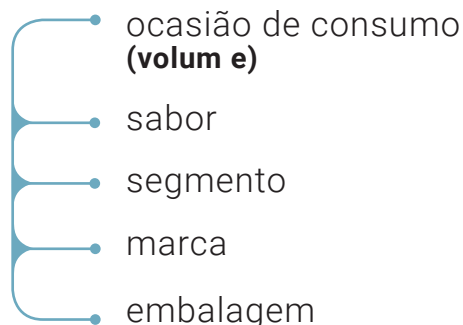 ocasião de consumo
(volum e)
sabor
segmento
marca
embalagem